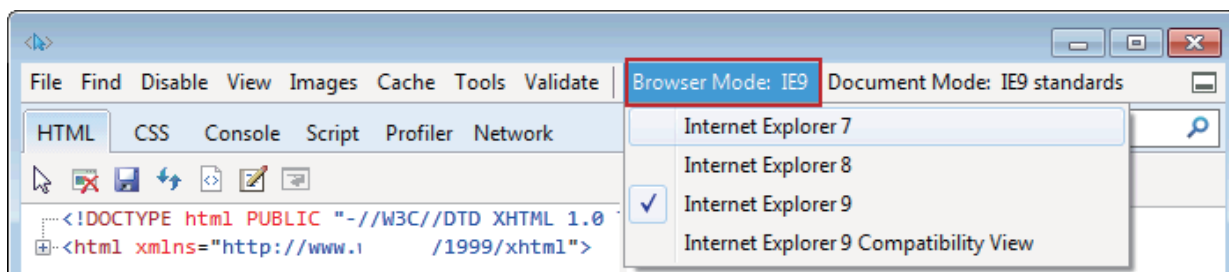 File Find Disable View Images Cache Tools Validate Browser Mode: IE9 Document Mode: IE9 standards
HTML CSS Console Script Profiler Network
Internet Explorer 7
Internet Explorer 8
Internet Explorer 9
Internet Explorer 9 Compatibility View
<!DOCTYPE html PUBLIC "-//W3C//DTD XHTML 1.0
<html xmlns="http://www. /1999/xhtml">